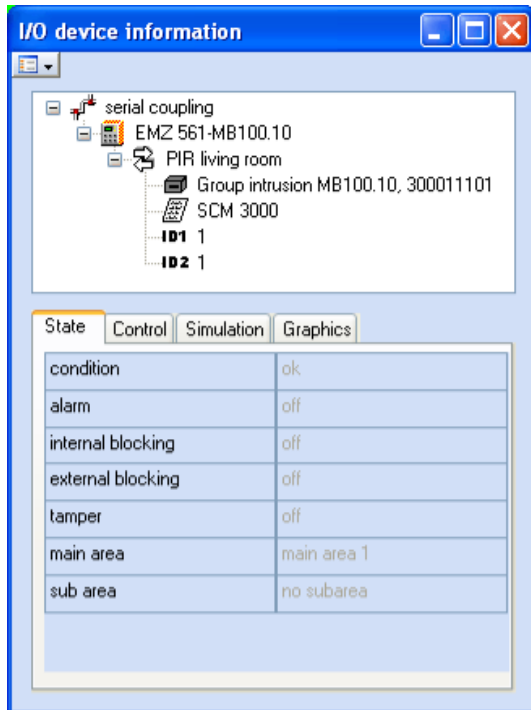 I/O device information
serial coupling
EMZ 561-MB100.10
PIR living room
Group intrusion MB100.10, 300011101
SCM 3000
ID1 1
ID2 1
State Control Simulation Graphics
condition ok
alarm off
internal blocking off
external blocking off
tamper off
main area main area 1
sub area no subarea